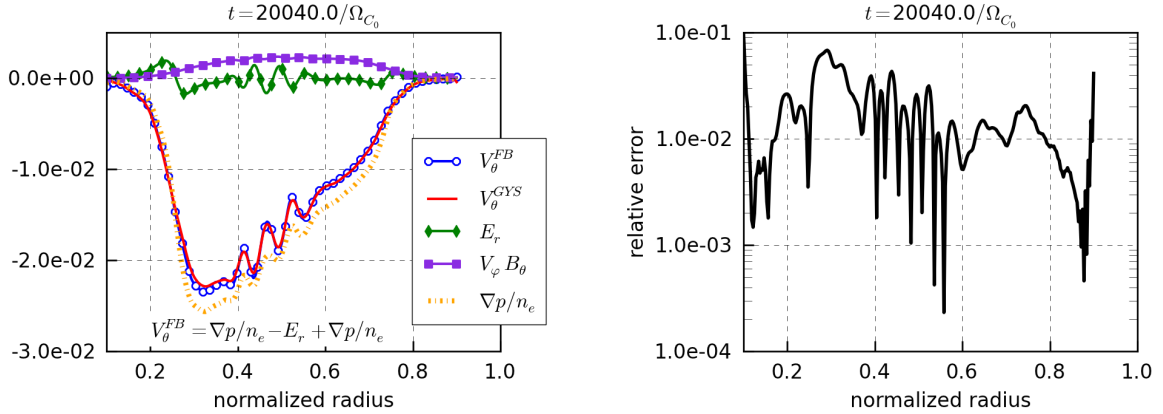 t=20040.0/Ω_{C_0}
0.0e+00
-1.0e-02
-2.0e-02
-3.0e-02
0.2 0.4 0.6 0.8 1.0
normalized radius
V_θ^{FB}
V_θ^{GYS}
E_r
V_φ B_θ
∇p/n_e
V_θ^{FB} = ∇p/n_e − E_r + ∇p/n_e
t=20040.0/Ω_{C_0}
relative error
1.0e-01
1.0e-02
1.0e-03
1.0e-04
0.2 0.4 0.6 0.8 1.0
normalized radius